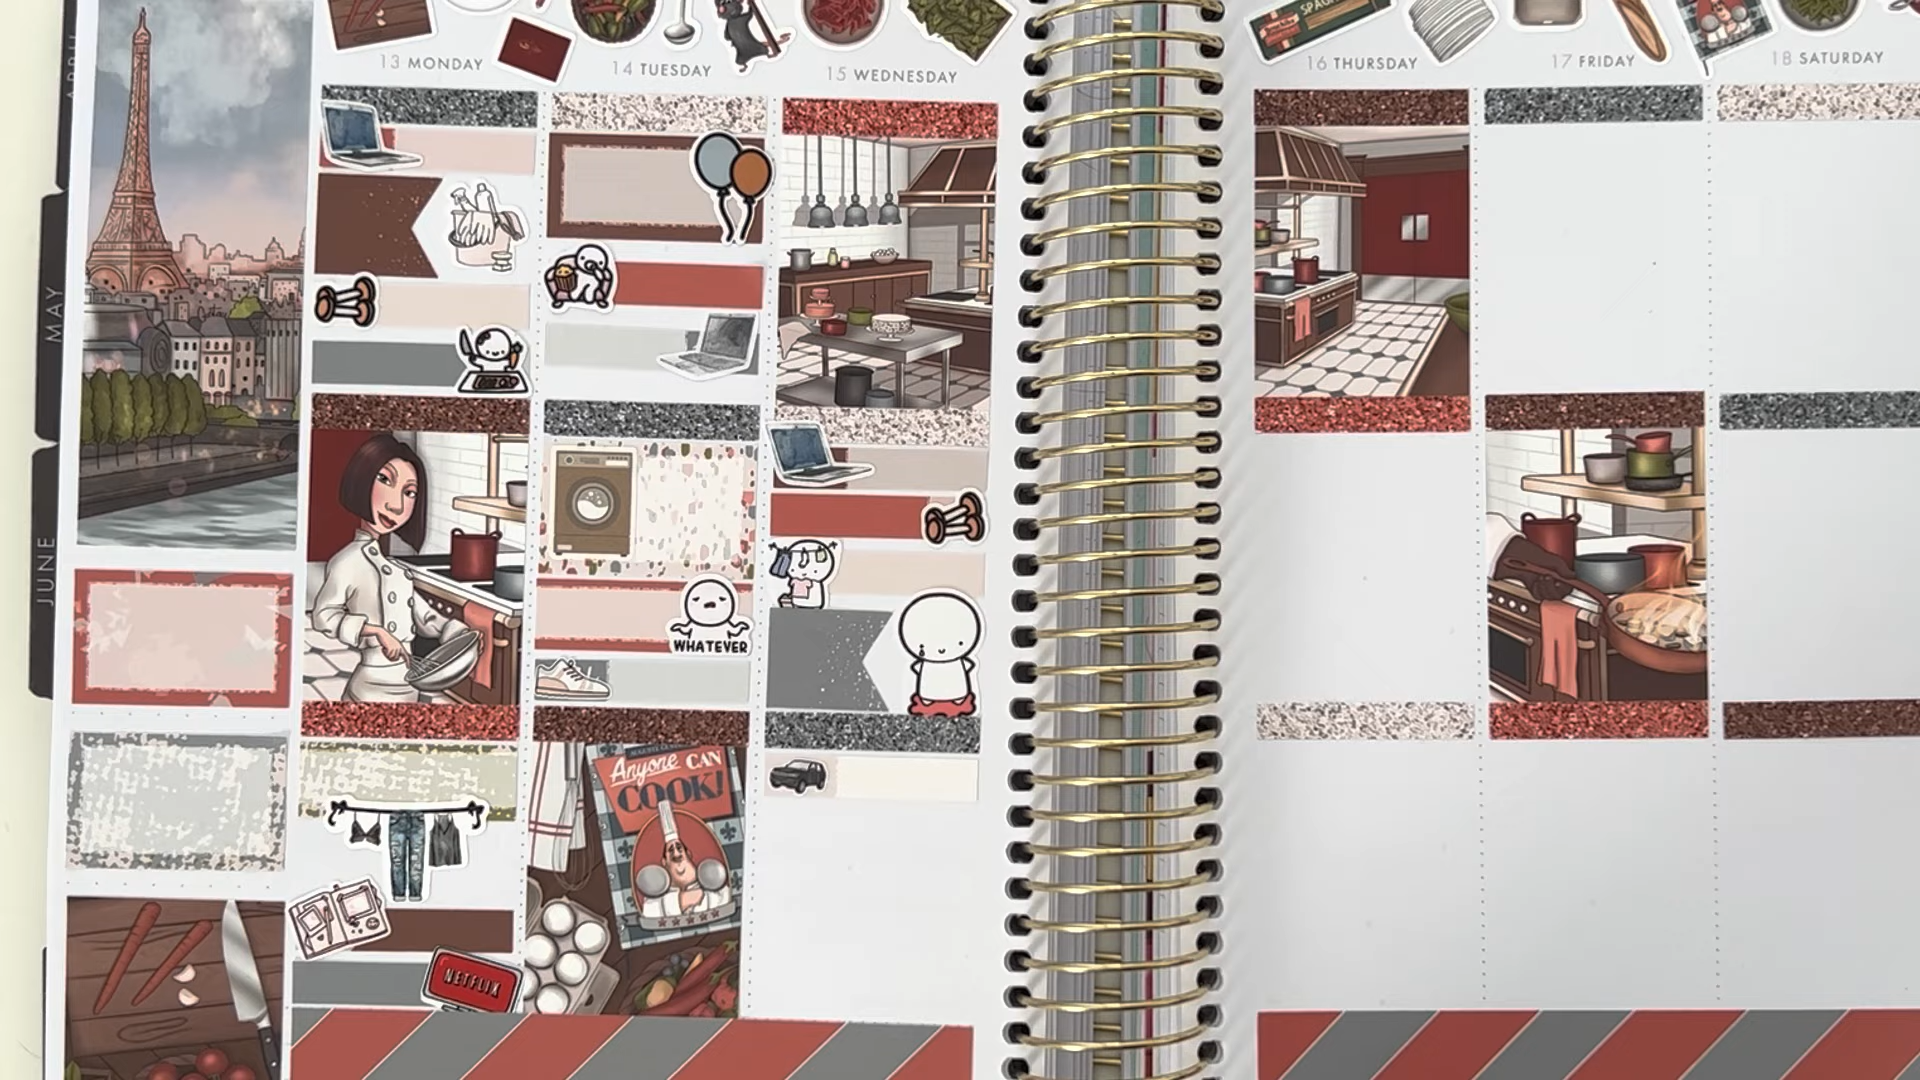 SPAGHE
13 MONDAY
14 TUESDAY
15 WEDNESDAY
16 THURSDAY
17 FRIDAY
18 SATURDAY
MAY
JUNE
WHATEVER
Anyone CAN
COOK!
NETFLIX